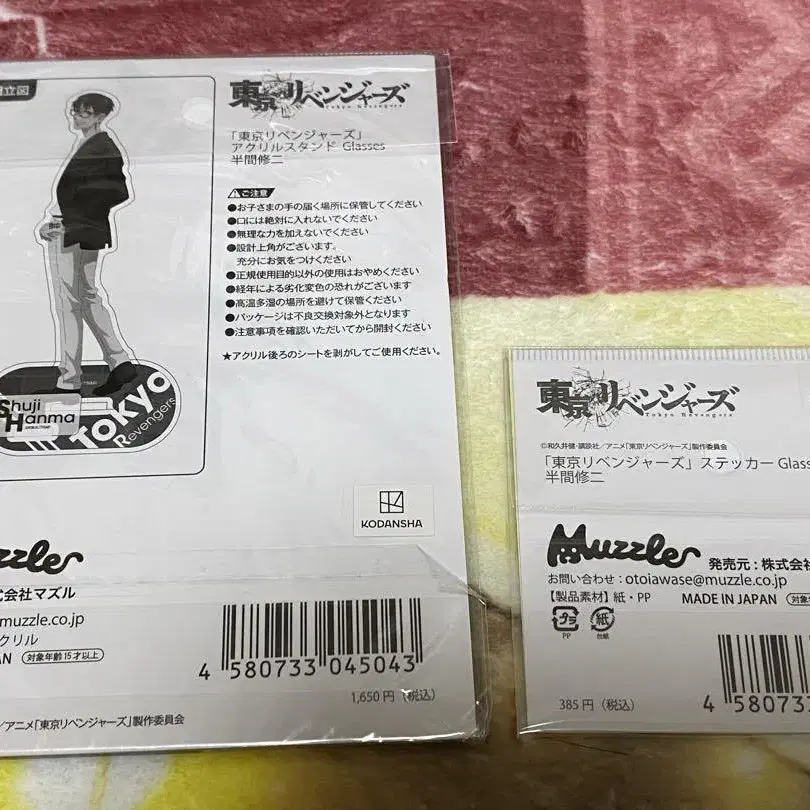 立図
東京リベンジャーズ
Tokyo Revengers
「東京リベンジャーズ」
アクリルスタンド Glasses
半間修二
ご注意
●お子さまの手の届く場所に保管してください
●口には絶対に入れないでください
●無理な力を加えないでください
●設計上角がございます。
充分にお気をつけください
●正規使用目的以外の使用はおやめください
●経年による劣化変色の恐れがございます
●高温多湿の場所を避けて保管ください
●パッケージは不良交換対象外となります
●注意事項を確認いただいてから開封ください
★アクリル後ろのシートを剥がしてご使用ください。
Shuji
Hanma
Tokyo
Revengers
KODANSHA
uzzle
式会社マズル
muzzle.co.jp
クリル
AN 対象年齢15才以上
4 580733 045043
1,650円（税込）
／アニメ「東京リベンジャーズ」製作委員会
東京リベンジャーズ
Tokyo Revengers
©和久井健・講談社／アニメ「東京リベンジャーズ」製作委員会
「東京リベンジャーズ」ステッカー Glasse
半間修二
Muzzle 発売元：株式会社
お問い合わせ：otoiawase@muzzle.co.jp
【製品素材】紙・PP MADE IN JAPAN 対象年
プラ 紙
PP 台紙
385円（税込）
4 58073